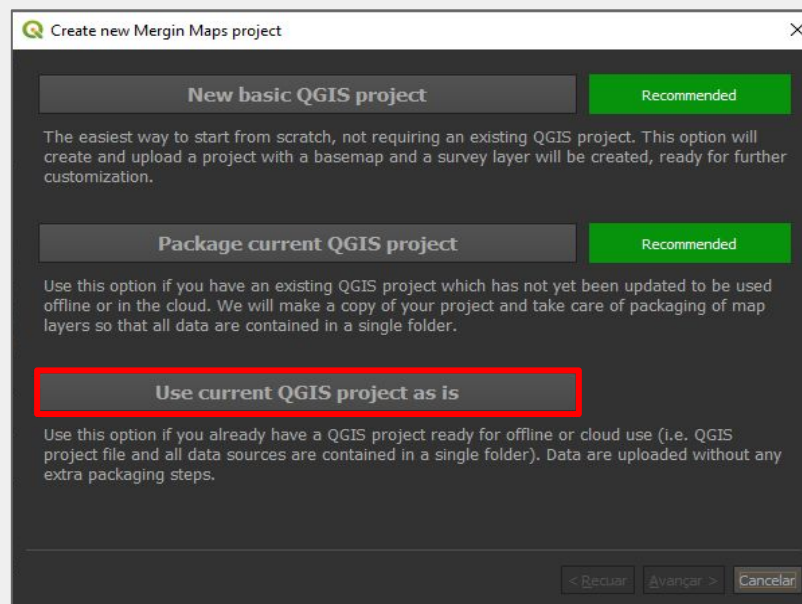 Create new Mergin Maps project
New basic QGIS project
Recommended
The easiest way to start from scratch, not requiring an existing QGIS project. This option will
create and upload a project with a basemap and a survey layer will be created, ready for further
customization.
Package current QGIS project
Recommended
Use this option if you have an existing QGIS project which has not yet been updated to be used
offline or in the cloud. We will make a copy of your project and take care of packaging of map
layers so that all data are contained in a single folder.
Use current QGIS project as is
Use this option if you already have a QGIS project ready for offline or cloud use (i.e. QGIS
project file and all data sources are contained in a single folder). Data are uploaded without any
extra packaging steps.
< Recuar Avançar > Cancelar